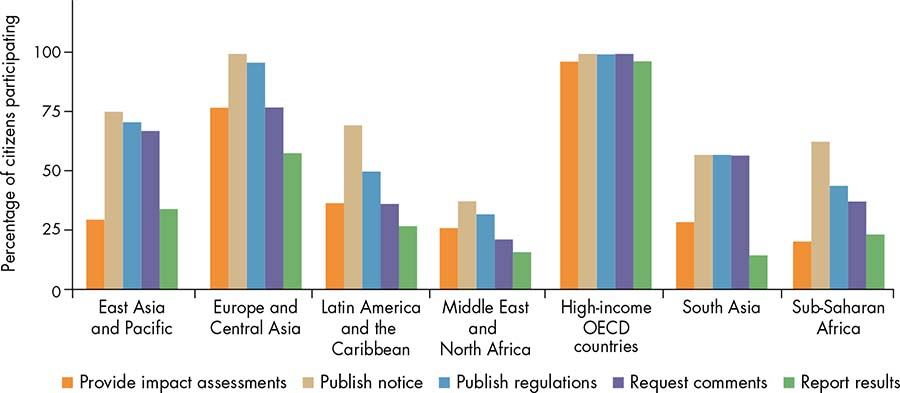 Percentage of citizens participating
100
75
50
25
0
East Asia
and Pacific
Europe and
Central Asia
Latin America
and the
Caribbean
Middle East
and
North Africa
High-income
OECD
countries
South Asia
Sub-Saharan
Africa
Provide impact assessments
Publish notice
Publish regulations
Request comments
Report results